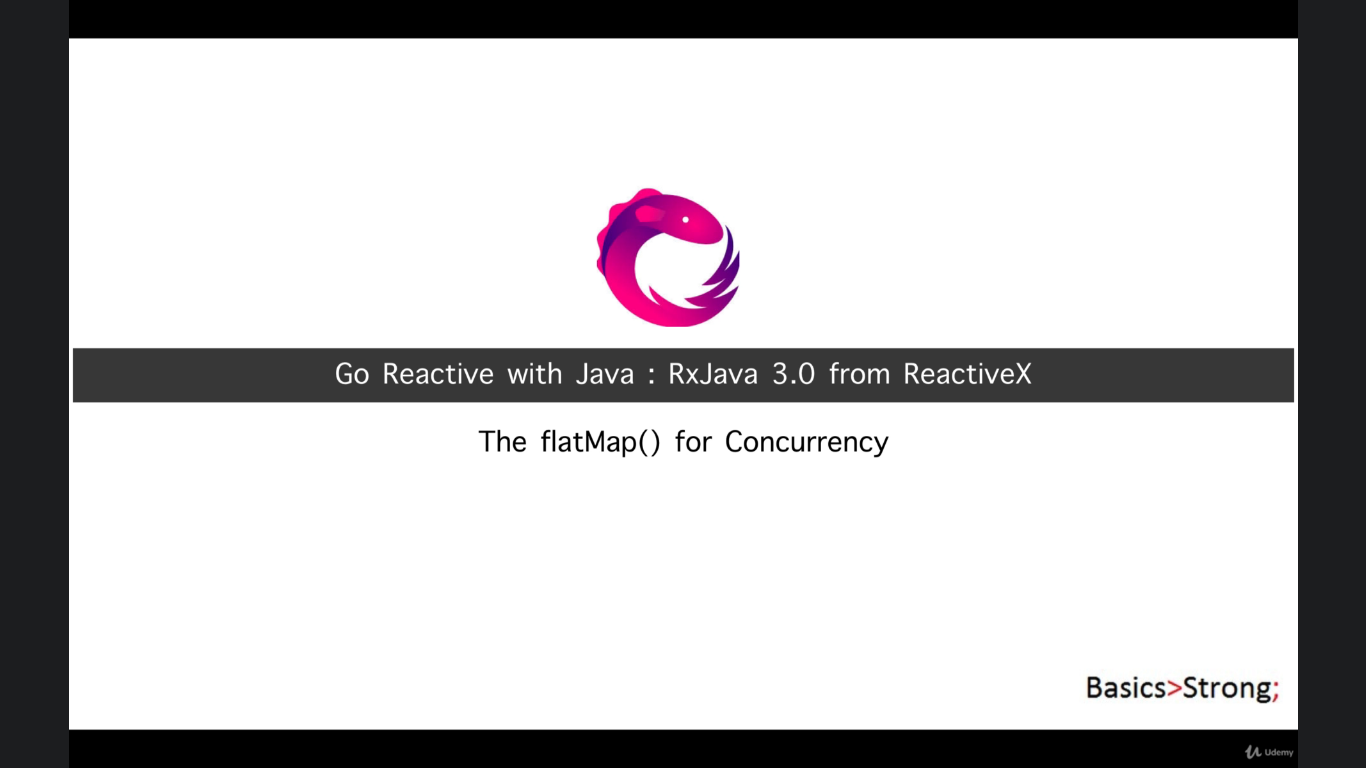 Go Reactive with Java : RxJava 3.0 from ReactiveX
The flatMap() for Concurrency
Basics>Strong;
Udemy